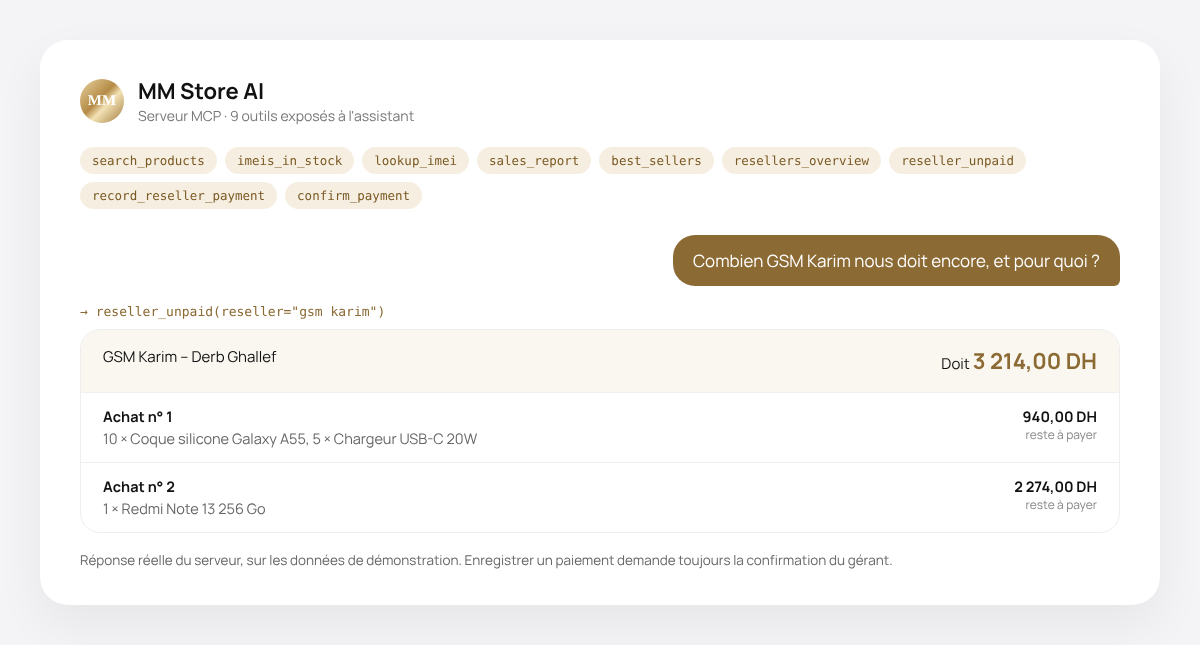 MM
MM Store AI
Serveur MCP · 9 outils exposés à l'assistant
search_products imeis_in_stock lookup_imei sales_report best_sellers resellers_overview reseller_unpaid
record_reseller_payment confirm_payment
Combien GSM Karim nous doit encore, et pour quoi ?
→ reseller_unpaid(reseller="gsm karim")
GSM Karim – Derb Ghallef Doit 3 214,00 DH
Achat n° 1 940,00 DH
10 × Coque silicone Galaxy A55, 5 × Chargeur USB-C 20W reste à payer
Achat n° 2 2 274,00 DH
1 × Redmi Note 13 256 Go reste à payer
Réponse réelle du serveur, sur les données de démonstration. Enregistrer un paiement demande toujours la confirmation du gérant.